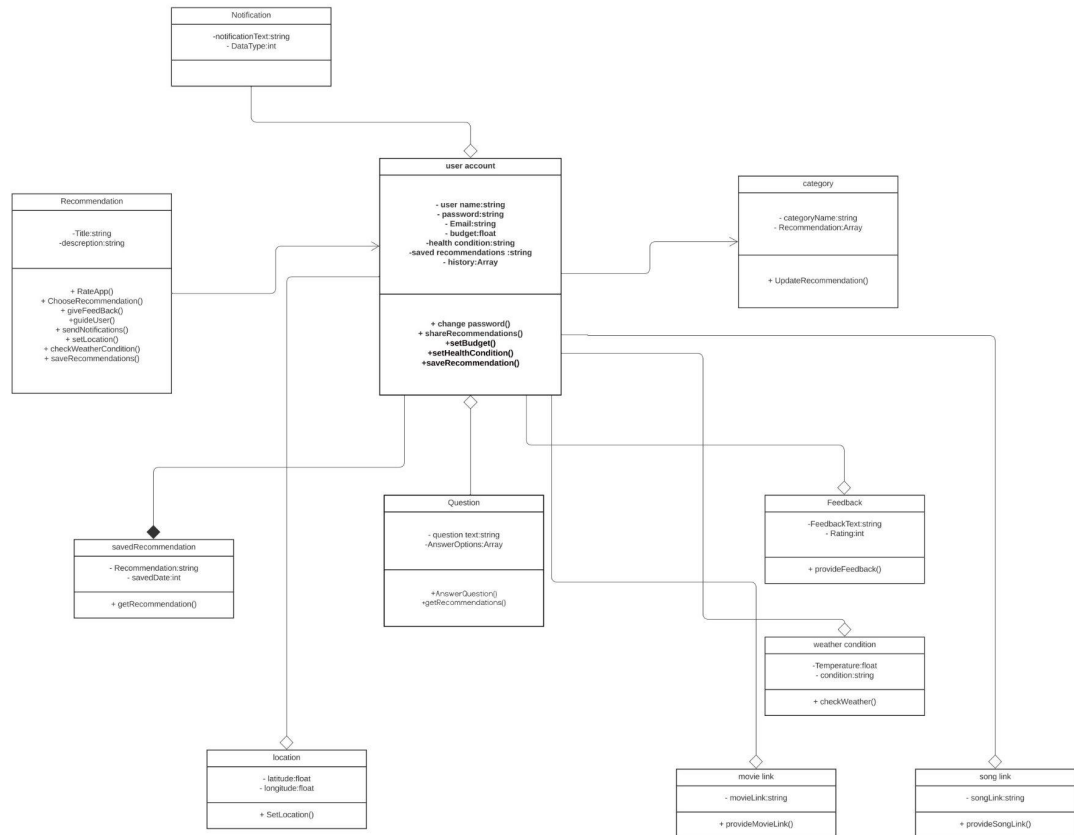 Notification
-notificationText:string
- DataType:int
user account
- user name:string
- password:string
- Email:string
- budget:float
-health condition:string
-saved recommendations :string
- history:Array
+ change password()
+ shareRecommendations()
+setBudget()
+setHealthCondition()
+saveRecommendation()
category
- categoryName:string
- Recommendation:Array
+ UpdateRecommendation()
Recommendation
-Title:string
-descreption:string
+ RateApp()
+ ChooseRecommendation()
+ giveFeedBack()
+guideUser()
+ sendNotifications()
+ setLocation()
+ checkWeatherCondition()
+ saveRecommendations()
savedRecommendation
- Recommendation:string
- savedDate:int
+ getRecommendation()
Question
- question text:string
-AnswerOptions:Array
+AnswerQuestion()
+getRecommendations()
Feedback
-FeedbackText:string
- Rating:int
+ provideFeedback()
weather condition
-Temperature:float
- condition:string
+ checkWeather()
location
- latitude:float
- longitude:float
+ SetLocation()
movie link
- movieLink:string
+ provideMovieLink()
song link
- songLink:string
+ provideSongLink()